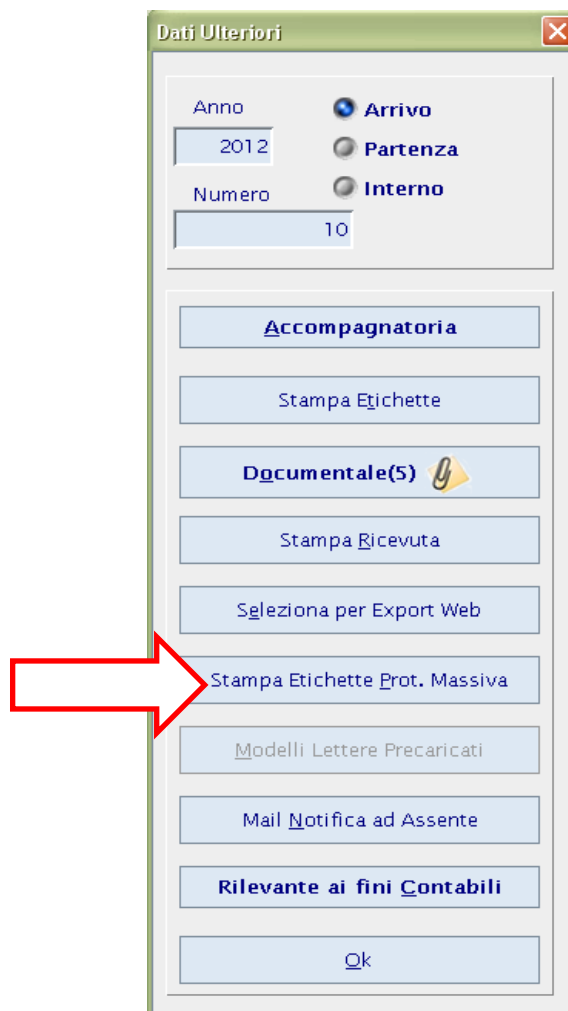 Dati Ulteriori
Anno
Arrivo
2012
Partenza
Numero
Interno
10
Accompagnatoria
Stampa Etichette
Documentale(5)
Stampa Ricevuta
Seleziona per Export Web
Stampa Etichette Prot. Massiva
Modelli Lettere Precaricati
Mail Notifica ad Assente
Rilevante ai fini Contabili
Ok